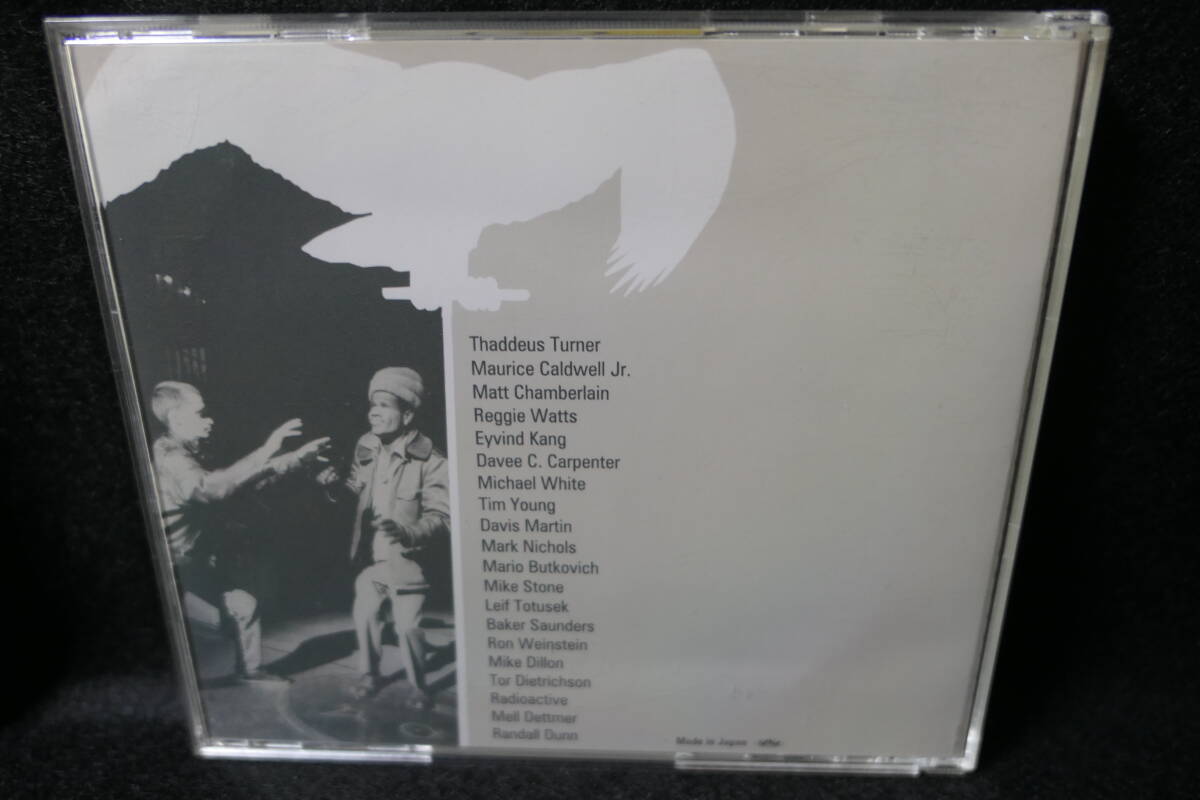 Thaddeus Turner
Maurice Caldwell Jr.
Matt Chamberlain
Reggie Watts
Eyvind Kang
Davee C. Carpenter
Michael White
Tim Young
Davis Martin
Mark Nichols
Mario Butkovich
Mike Stone
Leif Totusek
Baker Saunders
Ron Weinstein
Mike Dillon
Tor Dietrichson
Radioactive
Mell Dettmer
Randall Dunn
Made in Japan